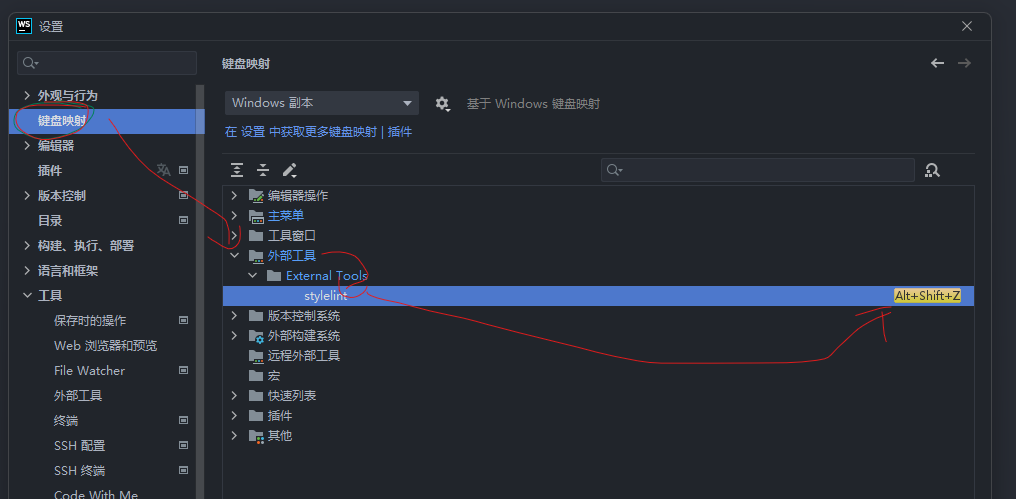 WS 设置
键盘映射
外观与行为
Windows 副本
基于 Windows 键盘映射
键盘映射
在 设置 中获取更多键盘映射 | 插件
编辑器
插件
编辑器操作
版本控制
主菜单
目录
工具窗口
构建、执行、部署
外部工具
语言和框架
External Tools
工具
stylelint
Alt+Shift+Z
保存时的操作
版本控制系统
Web 浏览器和预览
外部构建系统
远程外部工具
File Watcher
宏
外部工具
快速列表
终端
插件
SSH 配置
其他
SSH 终端
Code With Me